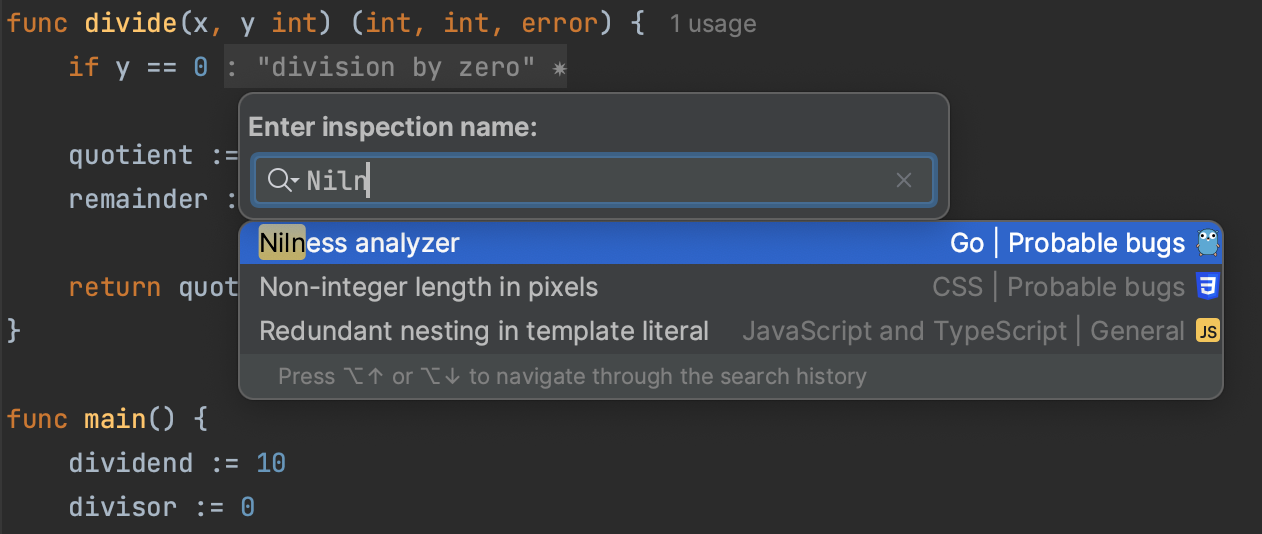 func divide(x, y int) (int, int, error) { 1 usage
if y == 0 : "division by zero" ✷
Enter inspection name:
quotient :=
Niln
remainder :
Nilness analyzer Go | Probable bugs
return quot
Non-integer length in pixels CSS | Probable bugs
}
Redundant nesting in template literal JavaScript and TypeScript | General JS
Press ⌥↑ or ⌥↓ to navigate through the search history
func main() {
dividend := 10
divisor := 0